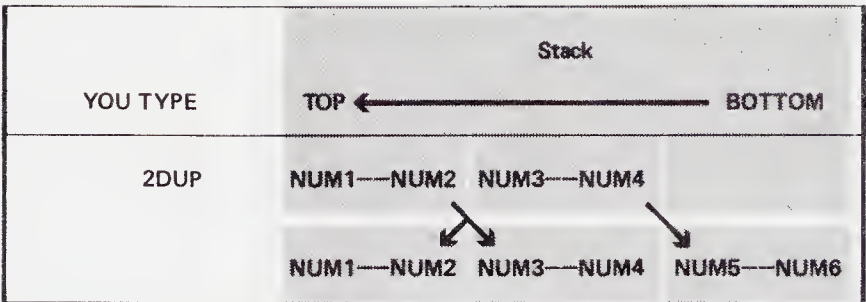 Stack
YOU TYPE TOP BOTTOM
2DUP NUM1----NUM2 NUM3----NUM4
NUM1----NUM2 NUM3----NUM4 NUM5----NUM6